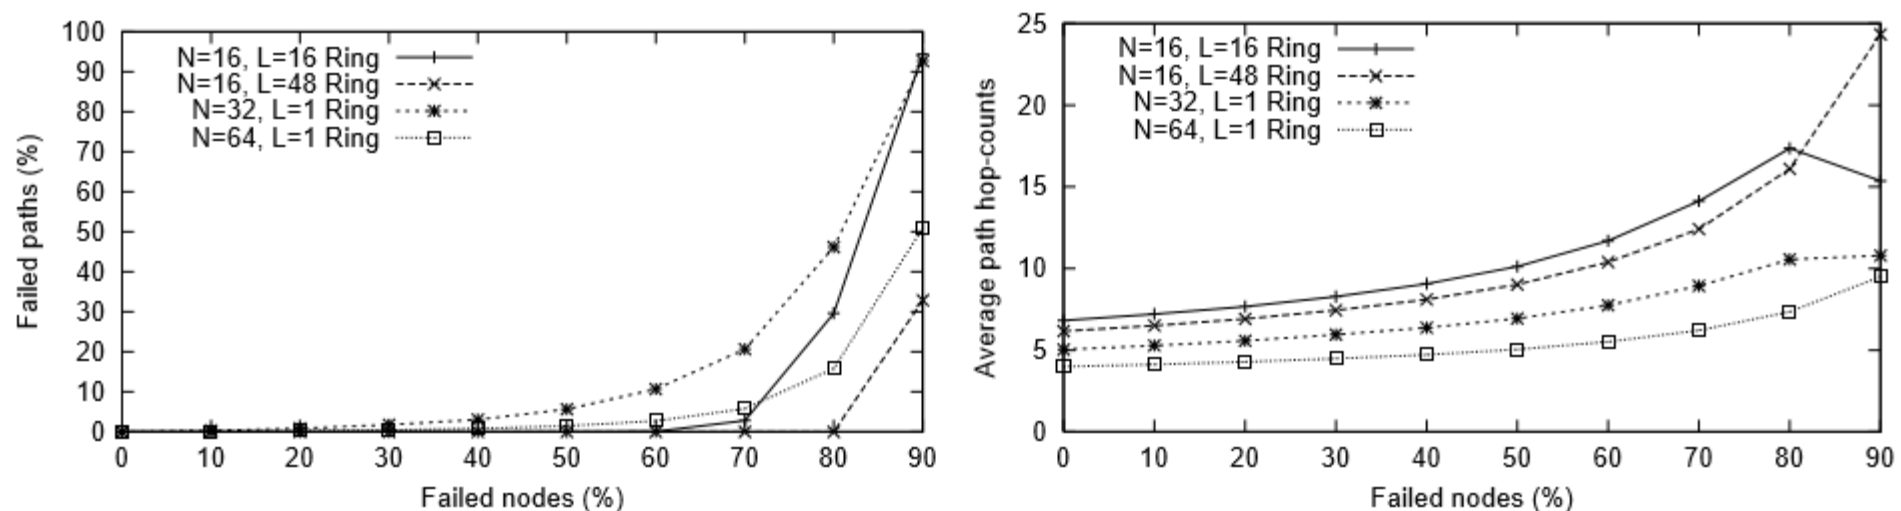 100
90
80
70
60
50
40
30
20
10
0
Failed paths (%)
N=16, L=16 Ring
N=16, L=48 Ring
N=32, L=1 Ring
N=64, L=1 Ring
0 10 20 30 40 50 60 70 80 90
Failed nodes (%)
25
20
15
10
5
0
Average path hop-counts
N=16, L=16 Ring
N=16, L=48 Ring
N=32, L=1 Ring
N=64, L=1 Ring
0 10 20 30 40 50 60 70 80 90
Failed nodes (%)